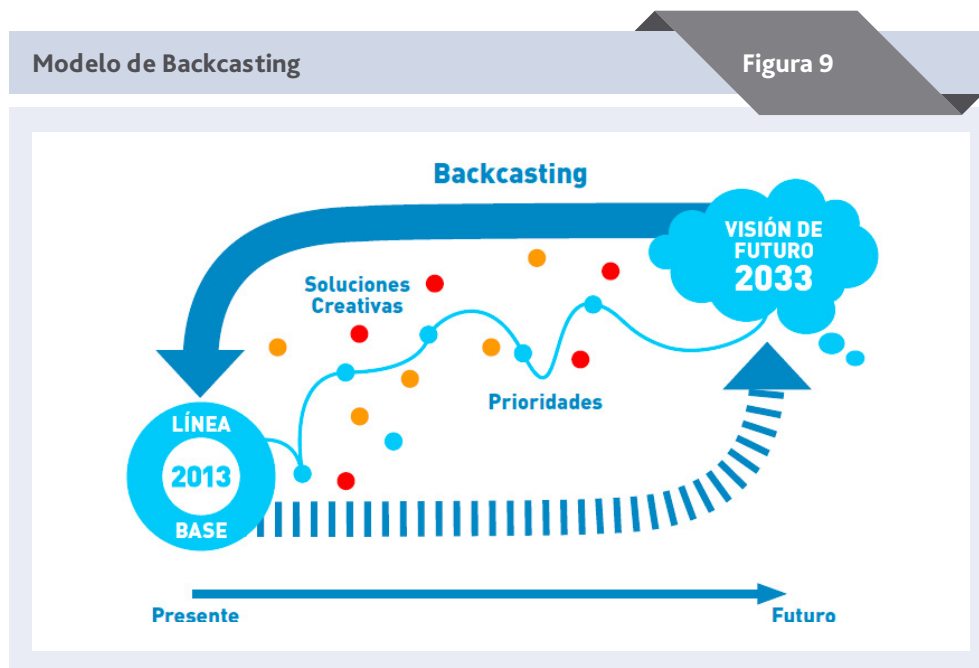 Modelo de Backcasting
Figura 9
Backcasting
VISIÓN DE
FUTURO
2033
Soluciones
Creativas
Prioridades
LÍNEA
2013
BASE
Presente
Futuro